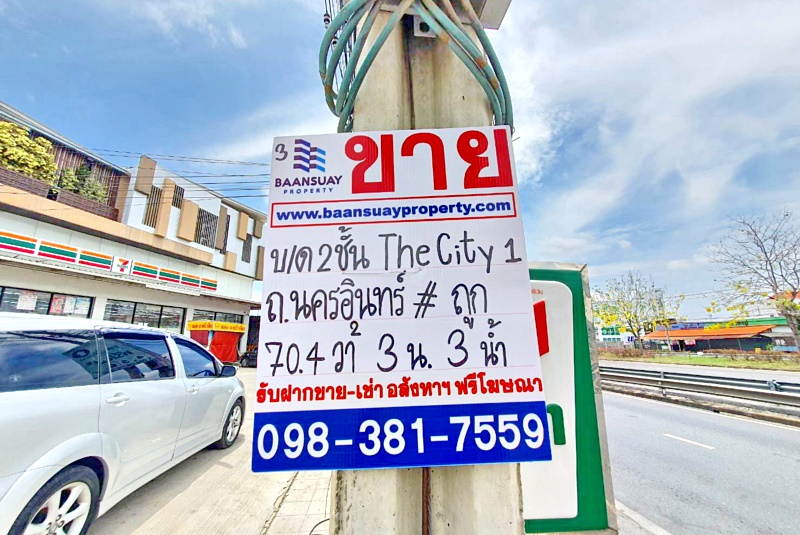 3
BAANSUAY
PROPERTY
ขาย
www.baansuayproperty.com
บ/ด 2 ชั้น The City 1
ถ.นครอินทร์ # ถูก
70.4 วา2 3 น. 3 น้ำ
รับฝากขาย-เช่า อสังหาฯ ฟรีโฆษณา
098-381-7559